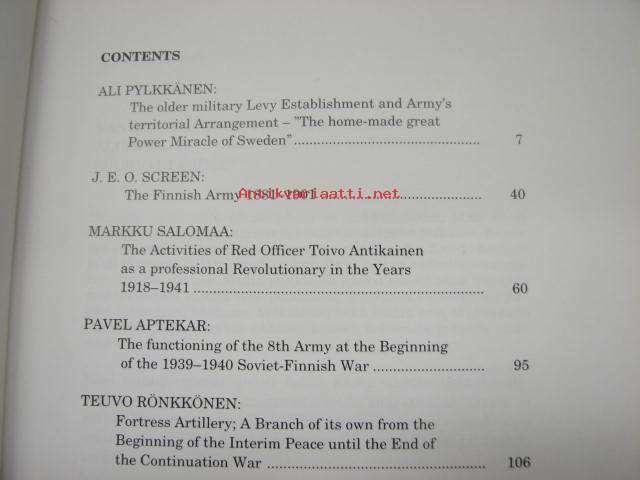 CONTENTS
ALI PYLKKÄNEN:
The older military Levy Establishment and Army's
territorial Arrangement – "The home-made great
Power Miracle of Sweden" 7
J. E. O. SCREEN:
The Finnish Army 1881–1901 40
Antikvariaatti.net
MARKKU SALOMAA:
The Activities of Red Officer Toivo Antikainen
as a professional Revolutionary in the Years
1918–1941 60
PAVEL APTEKAR:
The functioning of the 8th Army at the Beginning
of the 1939–1940 Soviet-Finnish War 95
TEUVO RÖNKKÖNEN:
Fortress Artillery; A Branch of its own from the
Beginning of the Interim Peace until the End of
the Continuation War 106